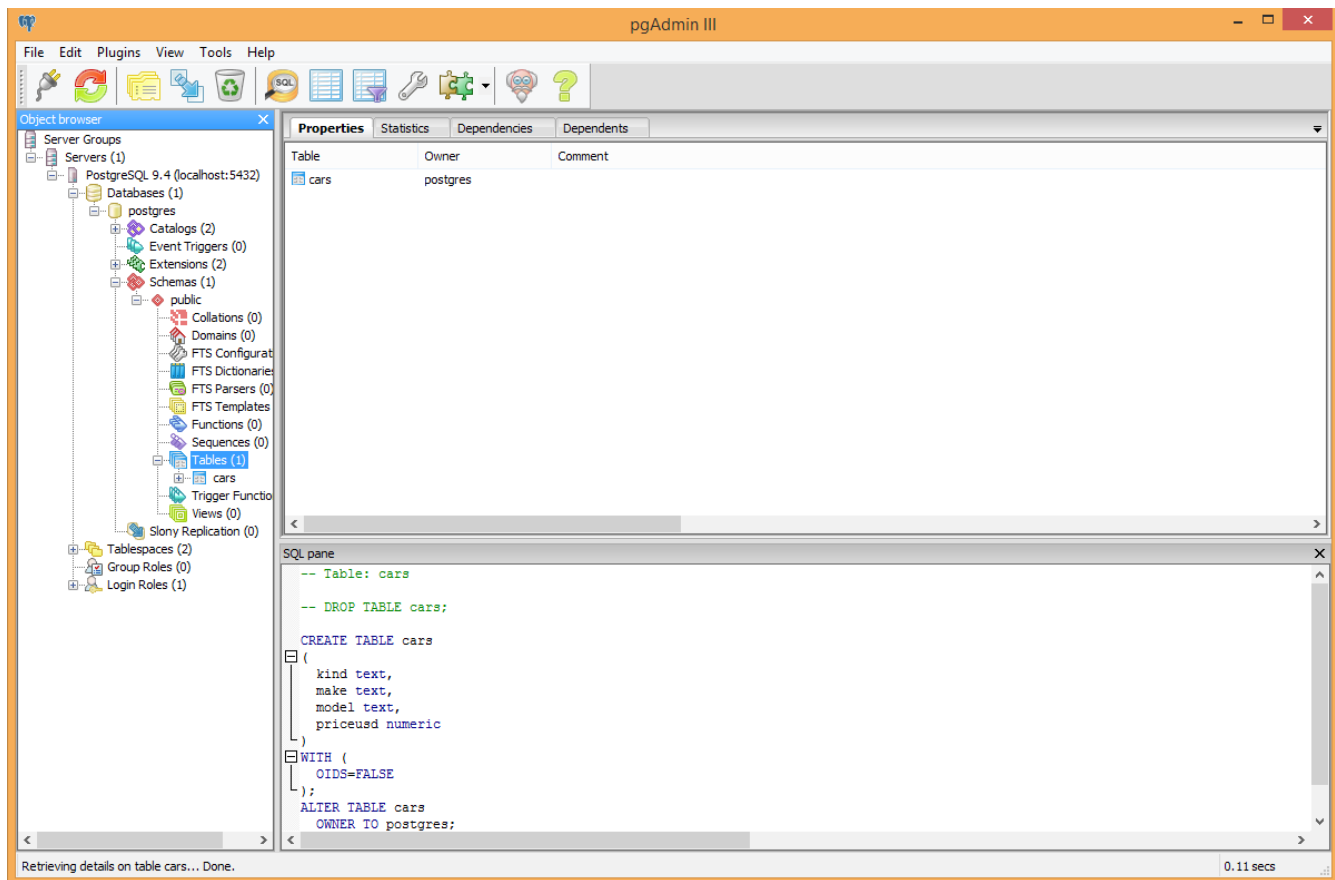 pgAdmin III
File Edit Plugins View Tools Help
SQL
Object browser
Server Groups
Servers (1)
PostgreSQL 9.4 (localhost:5432)
Databases (1)
postgres
Catalogs (2)
Event Triggers (0)
Extensions (2)
Schemas (1)
public
Collations (0)
Domains (0)
FTS Configurat
FTS Dictionaries
FTS Parsers (0)
FTS Templates
Functions (0)
Sequences (0)
Tables (1)
cars
Trigger Functio
Views (0)
Slony Replication (0)
Tablespaces (2)
Group Roles (0)
Login Roles (1)
Properties Statistics Dependencies Dependents
Table Owner Comment
cars postgres
SQL pane
-- Table: cars
-- DROP TABLE cars;
CREATE TABLE cars
(
kind text,
make text,
model text,
priceusd numeric
)
WITH (
OIDS=FALSE
);
ALTER TABLE cars
OWNER TO postgres;
Retrieving details on table cars... Done.
0.11 secs